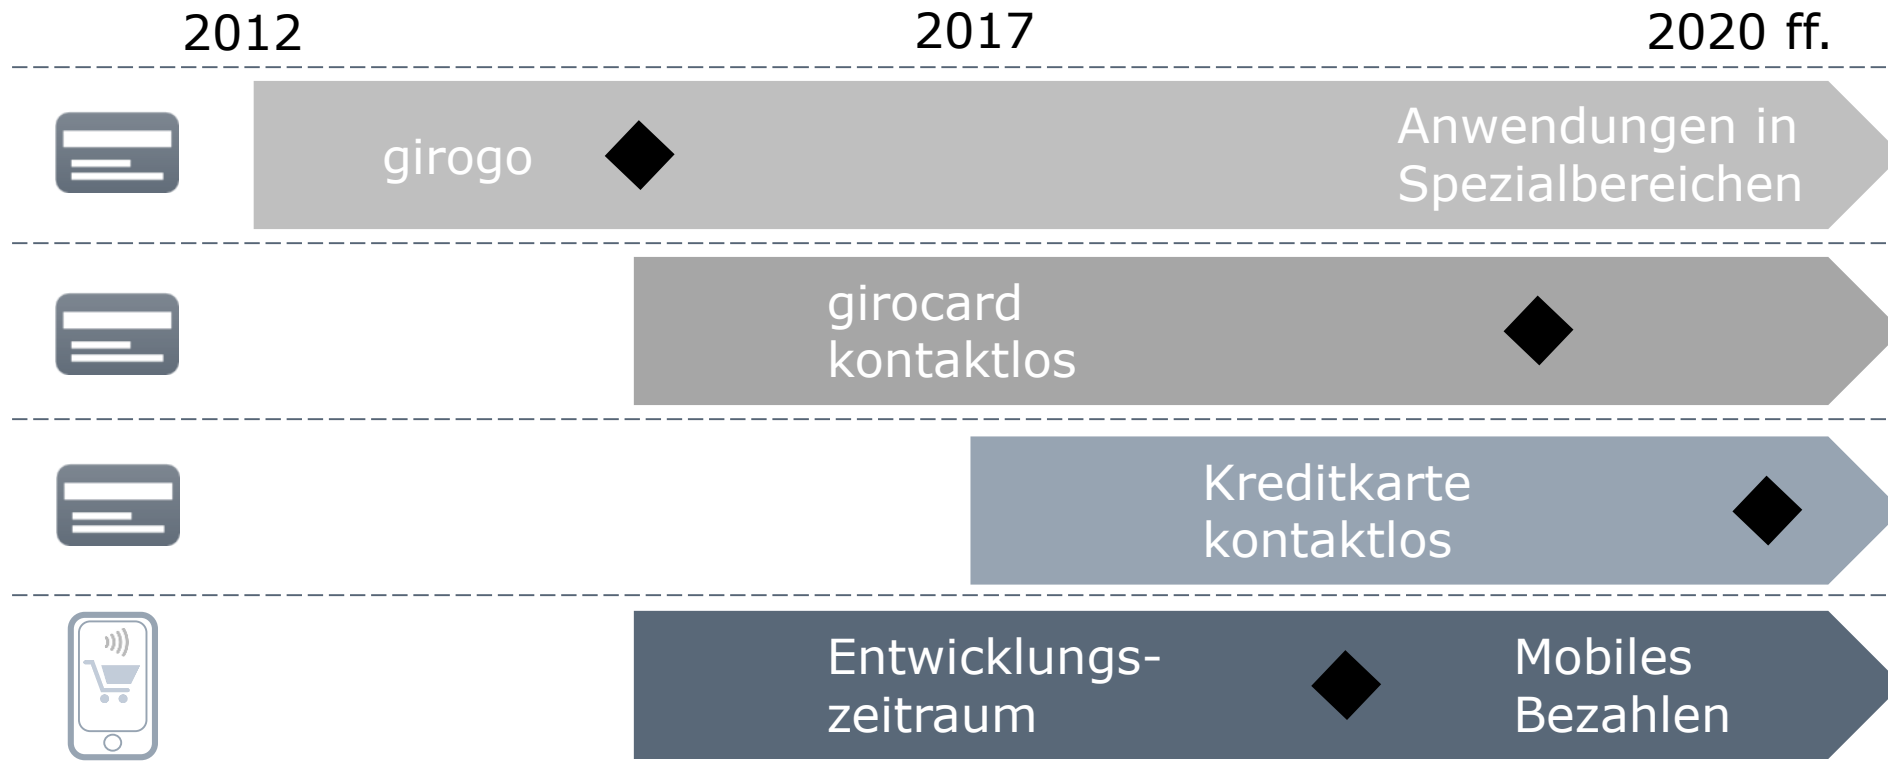 2012
2017
2020 ff.
girogo
Anwendungen in
Spezialbereichen
girocard
kontaktlos
Kreditkarte
kontaktlos
Entwicklungs-
zeitraum
Mobiles
Bezahlen